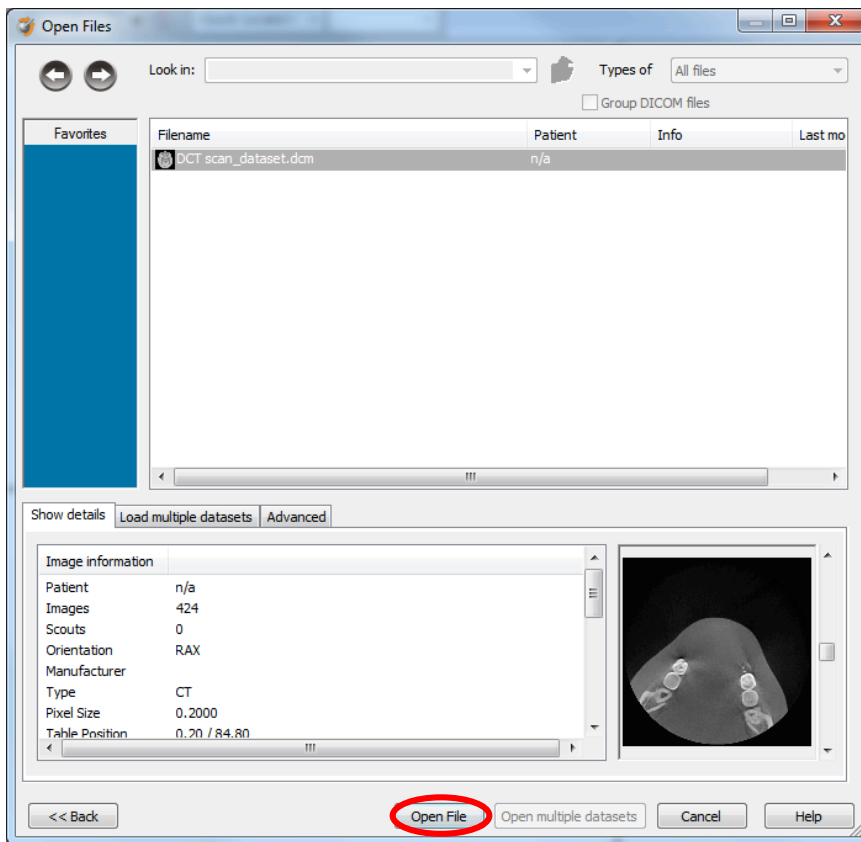 Open Files
Look in:
Types of All files
Group DICOM files
Favorites
Filename Patient Info Last mo
DCT scan_dataset.dcm n/a
Show details Load multiple datasets Advanced
Image information
Patient n/a
Images 424
Scouts 0
Orientation RAX
Manufacturer
Type CT
Pixel Size 0.2000
Table Position 0.20 / 84.80
<< Back Open File Open multiple datasets Cancel Help